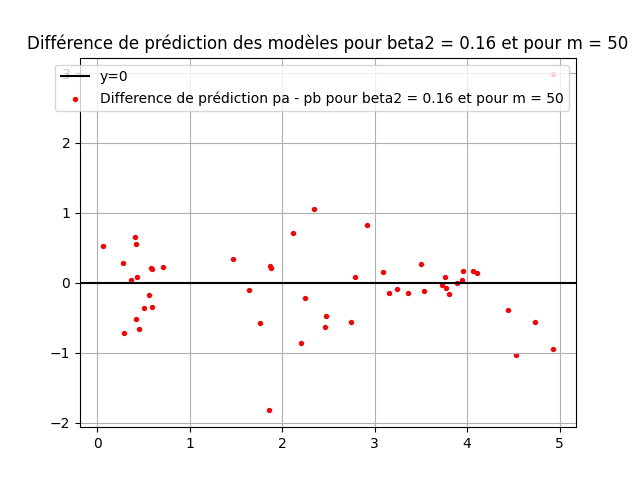 Différence de prédiction des modèles pour beta2 = 0.16 et pour m = 50
y=0
Difference de prédiction pa - pb pour beta2 = 0.16 et pour m = 50
3
2
1
0
−1
−2
0 1 2 3 4 5